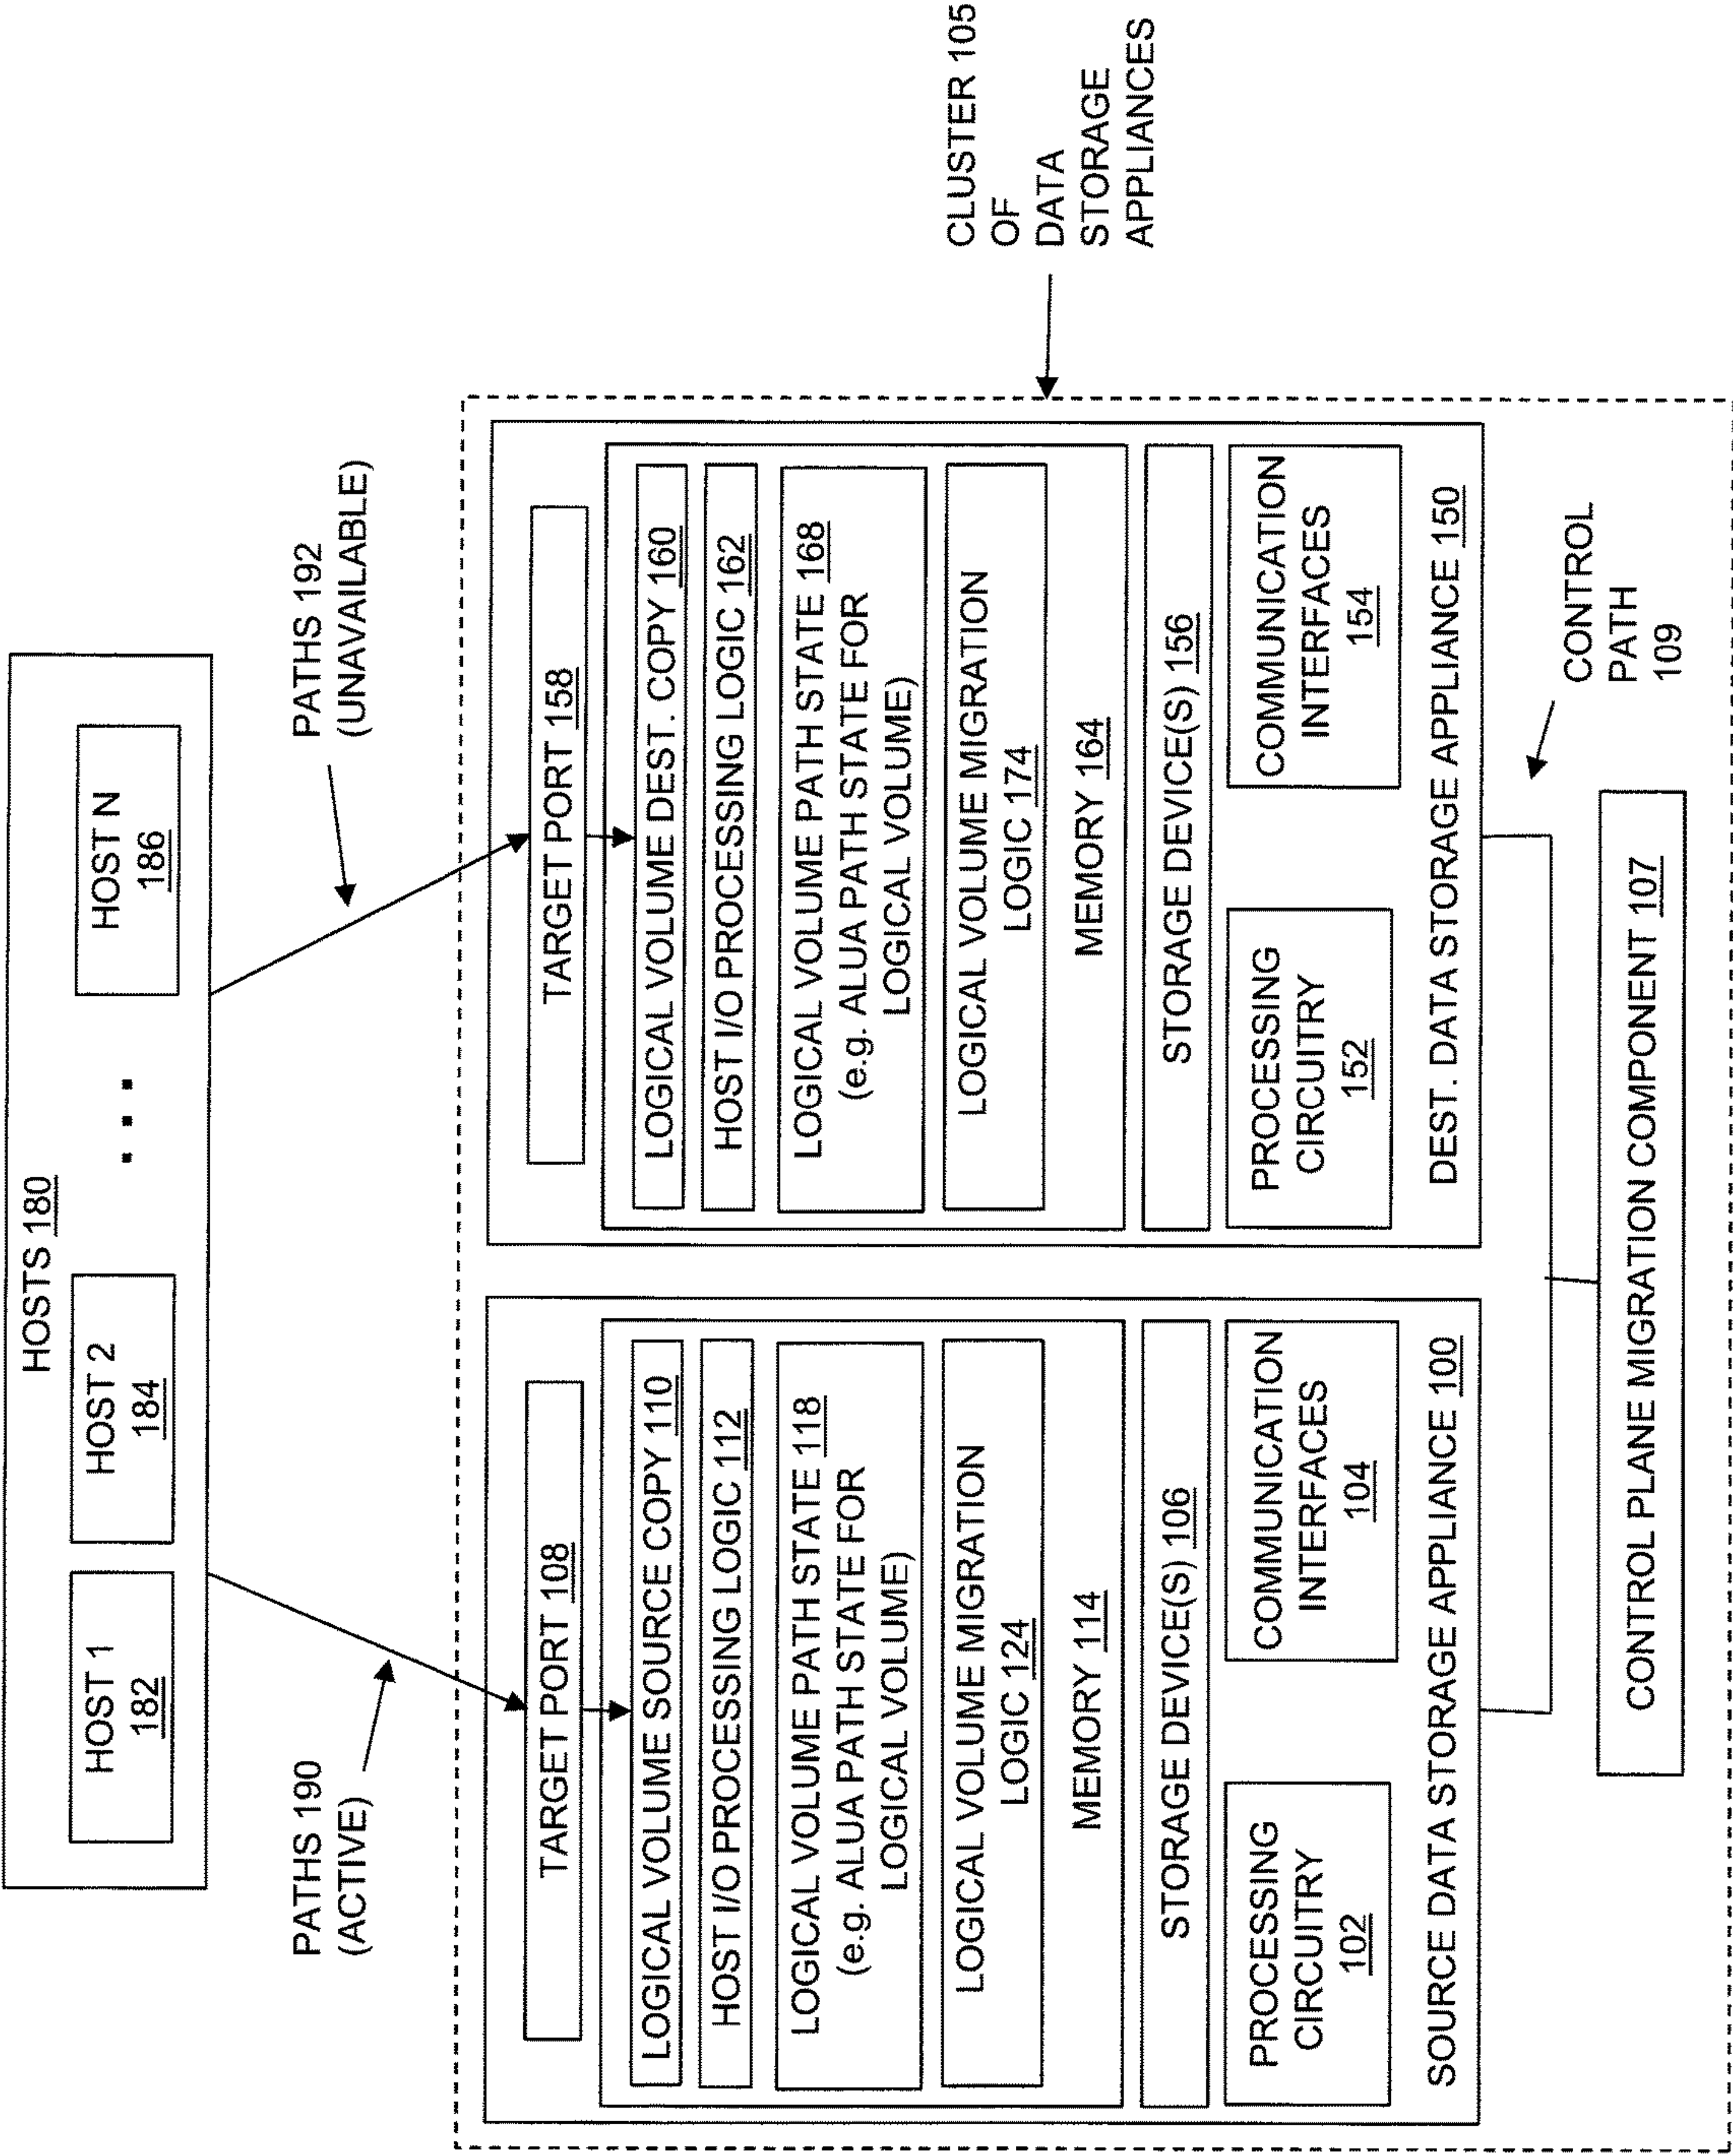 HOSTS 180
HOST 1
182
HOST 2
184
...
HOST N
186
PATHS 190
(ACTIVE)
PATHS 192
(UNAVAILABLE)
TARGET PORT 108
LOGICAL VOLUME SOURCE COPY 110
HOST I/O PROCESSING LOGIC 112
LOGICAL VOLUME PATH STATE 118
(e.g. ALUA PATH STATE FOR
LOGICAL VOLUME)
LOGICAL VOLUME MIGRATION
LOGIC 124
MEMORY 114
STORAGE DEVICE(S) 106
PROCESSING
CIRCUITRY
102
COMMUNICATION
INTERFACES
104
SOURCE DATA STORAGE APPLIANCE 100
TARGET PORT 158
LOGICAL VOLUME DEST. COPY 160
HOST I/O PROCESSING LOGIC 162
LOGICAL VOLUME PATH STATE 168
(e.g. ALUA PATH STATE FOR
LOGICAL VOLUME)
LOGICAL VOLUME MIGRATION
LOGIC 174
MEMORY 164
STORAGE DEVICE(S) 156
PROCESSING
CIRCUITRY
152
COMMUNICATION
INTERFACES
154
DEST. DATA STORAGE APPLIANCE 150
CLUSTER 105
OF
DATA
STORAGE
APPLIANCES
CONTROL
PATH
109
CONTROL PLANE MIGRATION COMPONENT 107